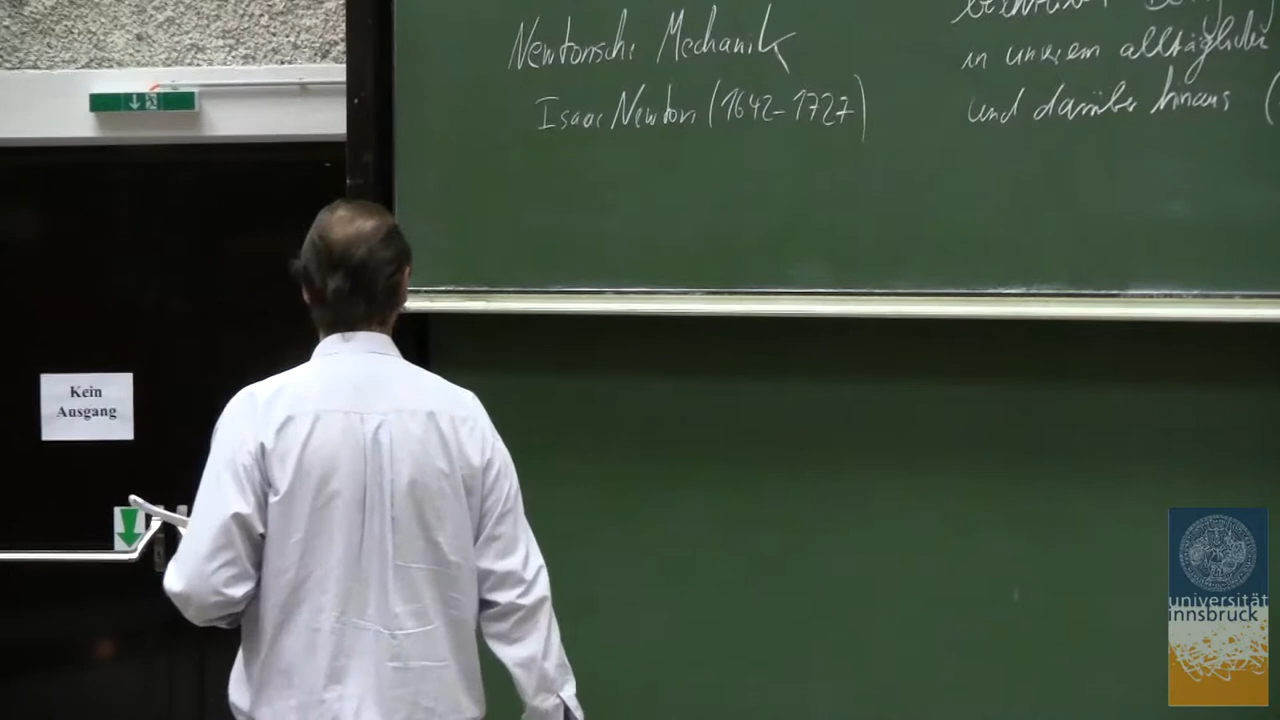 Newtonsche Mechanik
Isaac Newton (1642-1727)
in unserem alltäglichen
und darüber hinaus (
Kein
Ausgang
universität
innsbruck